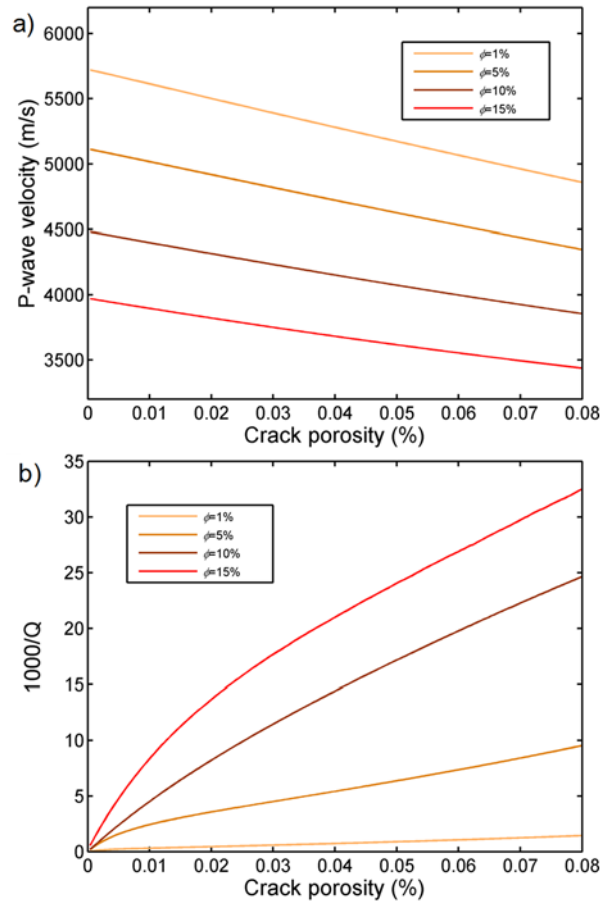 a)
6000
5500
5000
4500
4000
3500
P-wave velocity (m/s)
ϕ=1%
ϕ=5%
ϕ=10%
ϕ=15%
0 0.01 0.02 0.03 0.04 0.05 0.06 0.07 0.08
Crack porosity (%)
b)
35
30
25
20
15
10
5
0
1000/Q
ϕ=1%
ϕ=5%
ϕ=10%
ϕ=15%
0 0.01 0.02 0.03 0.04 0.05 0.06 0.07 0.08
Crack porosity (%)